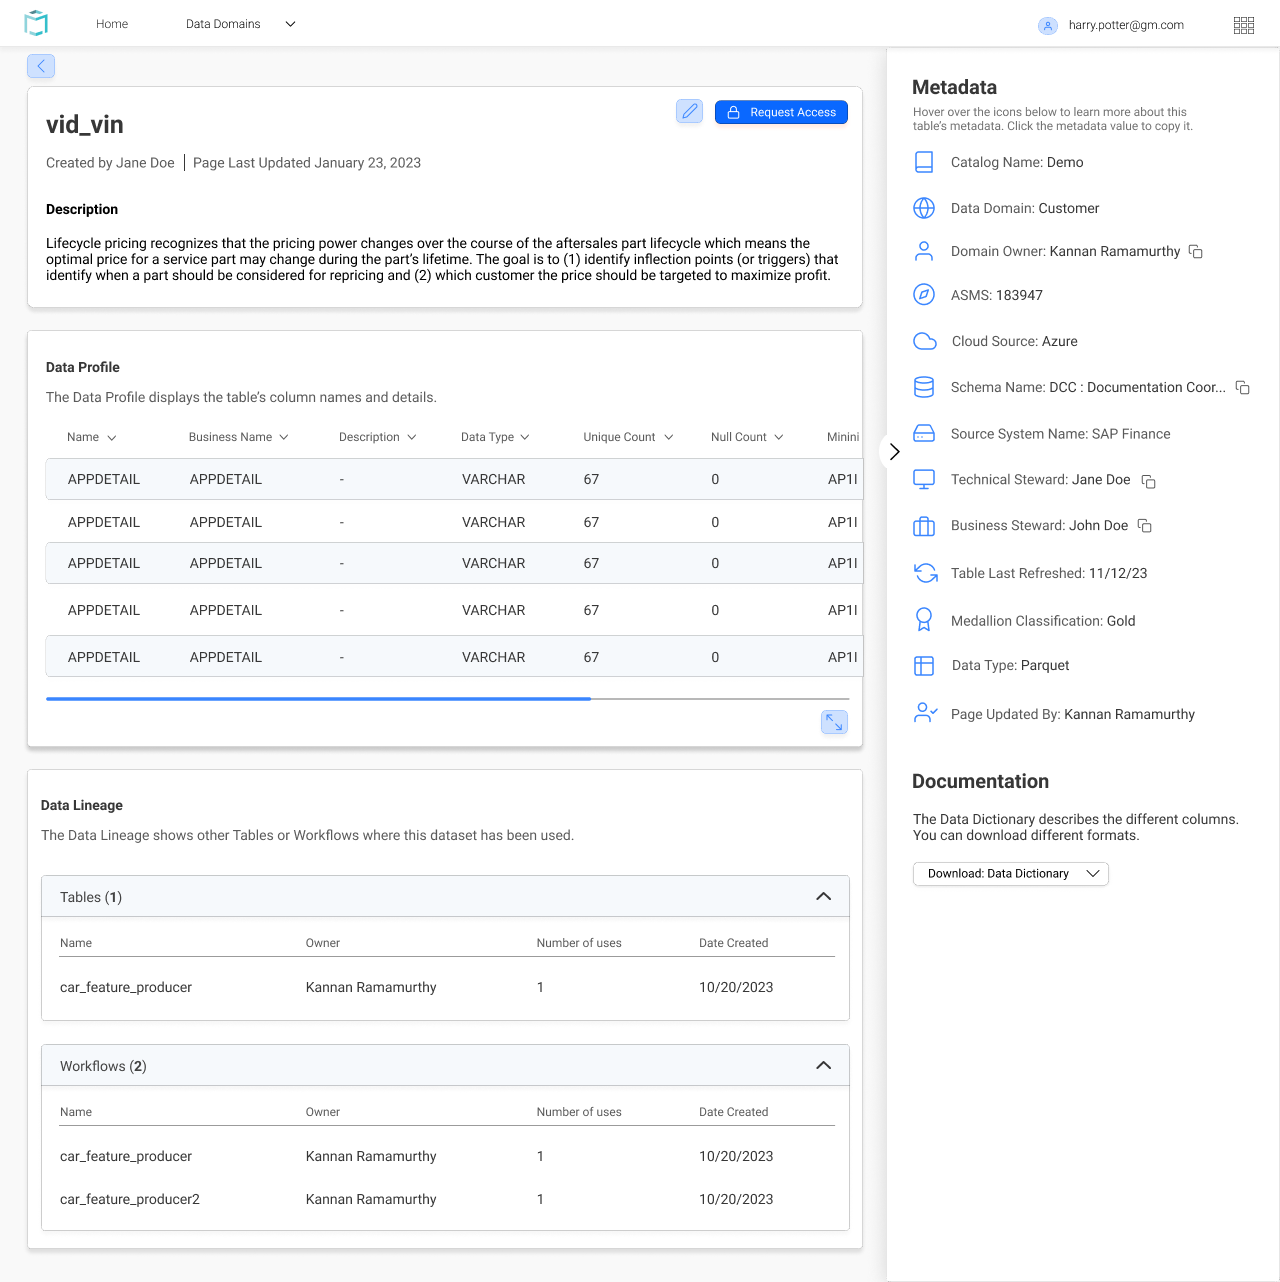 Home Data Domains harry.potter@gm.com
vid_vin
Request Access
Created by Jane Doe Page Last Updated January 23, 2023
Description
Lifecycle pricing recognizes that the pricing power changes over the course of the aftersales part lifecycle which means the
optimal price for a service part may change during the part's lifetime. The goal is to (1) identify inflection points (or triggers) that
identify when a part should be considered for repricing and (2) which customer the price should be targeted to maximize profit.
Data Profile
The Data Profile displays the table's column names and details.
Name Business Name Description Data Type Unique Count Null Count Minini
APPDETAIL APPDETAIL - VARCHAR 67 0 AP1I
APPDETAIL APPDETAIL - VARCHAR 67 0 AP1I
APPDETAIL APPDETAIL - VARCHAR 67 0 AP1I
APPDETAIL APPDETAIL - VARCHAR 67 0 AP1I
APPDETAIL APPDETAIL - VARCHAR 67 0 AP1I
Data Lineage
The Data Lineage shows other Tables or Workflows where this dataset has been used.
Tables (1)
Name Owner Number of uses Date Created
car_feature_producer Kannan Ramamurthy 1 10/20/2023
Workflows (2)
Name Owner Number of uses Date Created
car_feature_producer Kannan Ramamurthy 1 10/20/2023
car_feature_producer2 Kannan Ramamurthy 1 10/20/2023
Metadata
Hover over the icons below to learn more about this
table's metadata. Click the metadata value to copy it.
Catalog Name: Demo
Data Domain: Customer
Domain Owner: Kannan Ramamurthy
ASMS: 183947
Cloud Source: Azure
Schema Name: DCC : Documentation Coor...
Source System Name: SAP Finance
Technical Steward: Jane Doe
Business Steward: John Doe
Table Last Refreshed: 11/12/23
Medallion Classification: Gold
Data Type: Parquet
Page Updated By: Kannan Ramamurthy
Documentation
The Data Dictionary describes the different columns.
You can download different formats.
Download: Data Dictionary